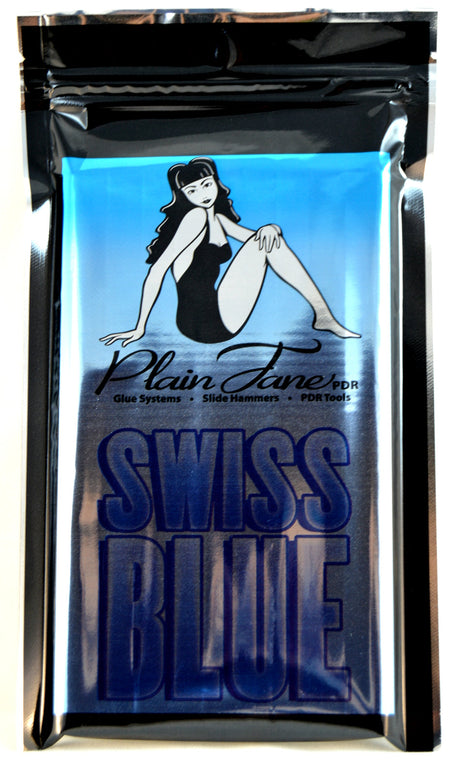 Plain Jane PDR
Glue Systems • Slide Hammers • PDR Tools
SWISS
BLUE